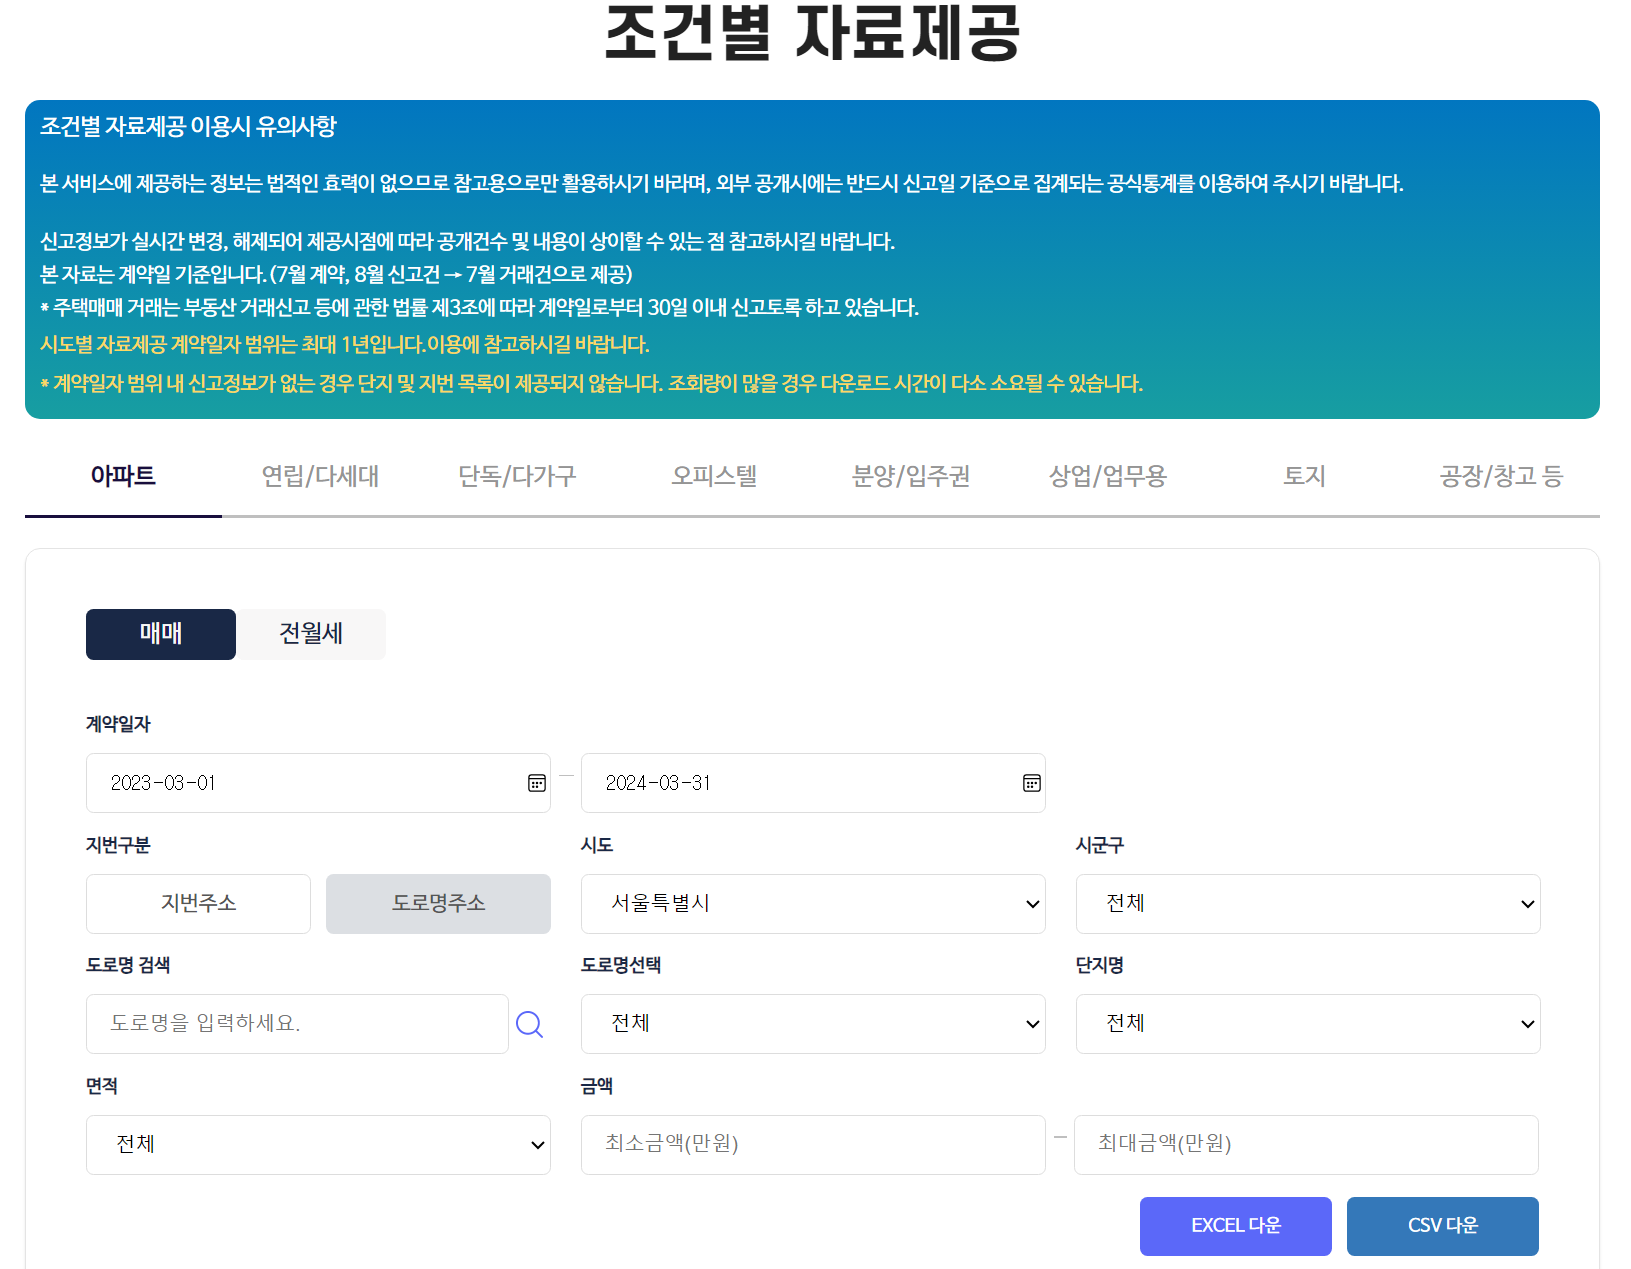 조건별 자료제공
조건별 자료제공 이용시 유의사항
본 서비스에 제공하는 정보는 법적인 효력이 없으므로 참고용으로만 활용하시기 바라며, 외부 공개시에는 반드시 신고일 기준으로 집계되는 공식통계를 이용하여 주시기 바랍니다.
신고정보가 실시간 변경, 해제되어 제공시점에 따라 공개건수 및 내용이 상이할 수 있는 점 참고하시길 바랍니다.
본 자료는 계약일 기준입니다.(7월 계약, 8월 신고건 → 7월 거래건으로 제공)
* 주택매매 거래는 부동산 거래신고 등에 관한 법률 제3조에 따라 계약일로부터 30일 이내 신고토록 하고 있습니다.
시도별 자료제공 계약일자 범위는 최대 1년입니다.이용에 참고하시길 바랍니다.
* 계약일자 범위 내 신고정보가 없는 경우 단지 및 지번 목록이 제공되지 않습니다. 조회량이 많을 경우 다운로드 시간이 다소 소요될 수 있습니다.
아파트 연립/다세대 단독/다가구 오피스텔 분양/입주권 상업/업무용 토지 공장/창고 등
매매 전월세
계약일자
2023-03-01 — 2024-03-31
지번구분 시도 시군구
지번주소 도로명주소 서울특별시 전체
도로명 검색 도로명선택 단지명
도로명을 입력하세요. 전체 전체
면적 금액
전체 최소금액(만원) — 최대금액(만원)
EXCEL 다운 CSV 다운